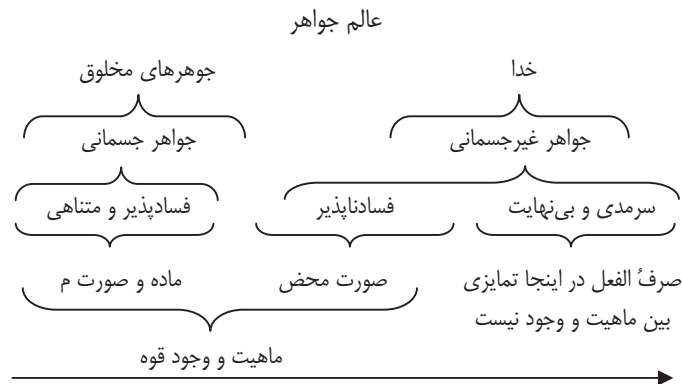 عالم جواهر
خدا
جوهرهای مخلوق
جواهر غیرجسمانی
جواهر جسمانی
سرمدی و بی‌نهایت
فسادناپذیر
فسادپذیر و متناهی
صرفُ الفعل در اینجا تمایزی
بین ماهیت و وجود نیست
صورت محض
ماده و صورت م
ماهیت و وجود قوه